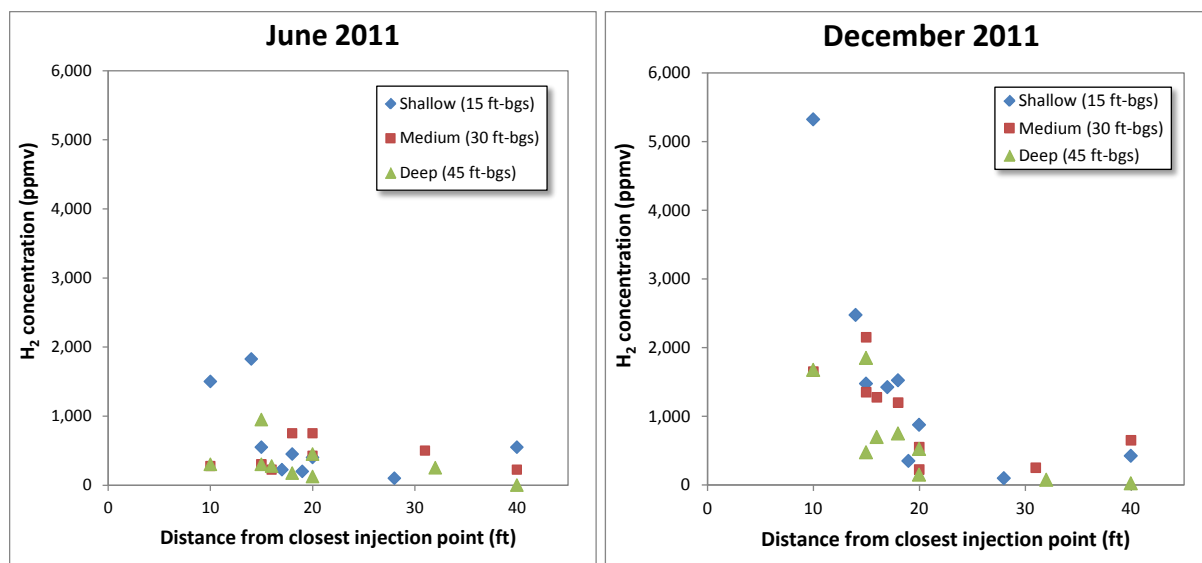 June 2011
6,000
5,000
4,000
3,000
2,000
1,000
0
H₂ concentration (ppmv)
Shallow (15 ft-bgs)
Medium (30 ft-bgs)
Deep (45 ft-bgs)
0 10 20 30 40
Distance from closest injection point (ft)
December 2011
6,000
5,000
4,000
3,000
2,000
1,000
0
H₂ concentration (ppmv)
Shallow (15 ft-bgs)
Medium (30 ft-bgs)
Deep (45 ft-bgs)
0 10 20 30 40
Distance from closest injection point (ft)